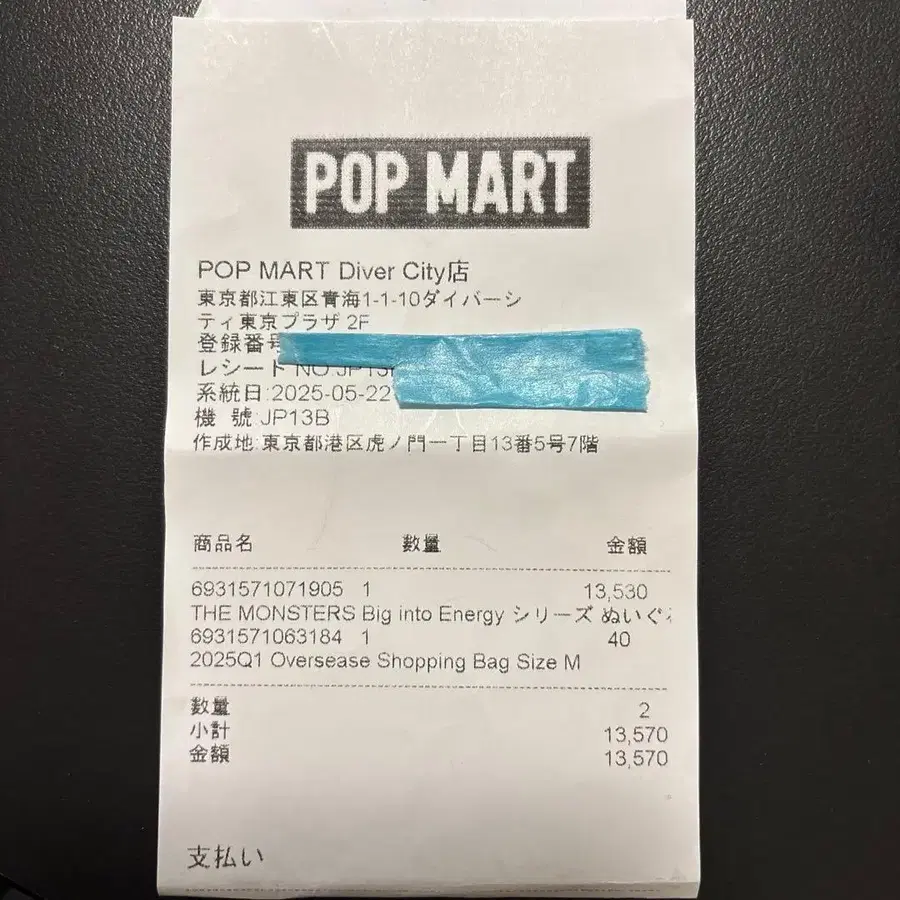 POP MART
POP MART Diver City店
東京都江東区青海1-1-10ダイバーシ
ティ東京プラザ 2F
登録番号
レシート NO:JP13
系統日:2025-05-22
機 號:JP13B
作成地:東京都港区虎ノ門一丁目13番5号7階
商品名 数量 金額
6931571071905 1 13,530
THE MONSTERS Big into Energy シリーズ ぬいぐ
6931571063184 1 40
2025Q1 Oversease Shopping Bag Size M
数量 2
小計 13,570
金額 13,570
支払い